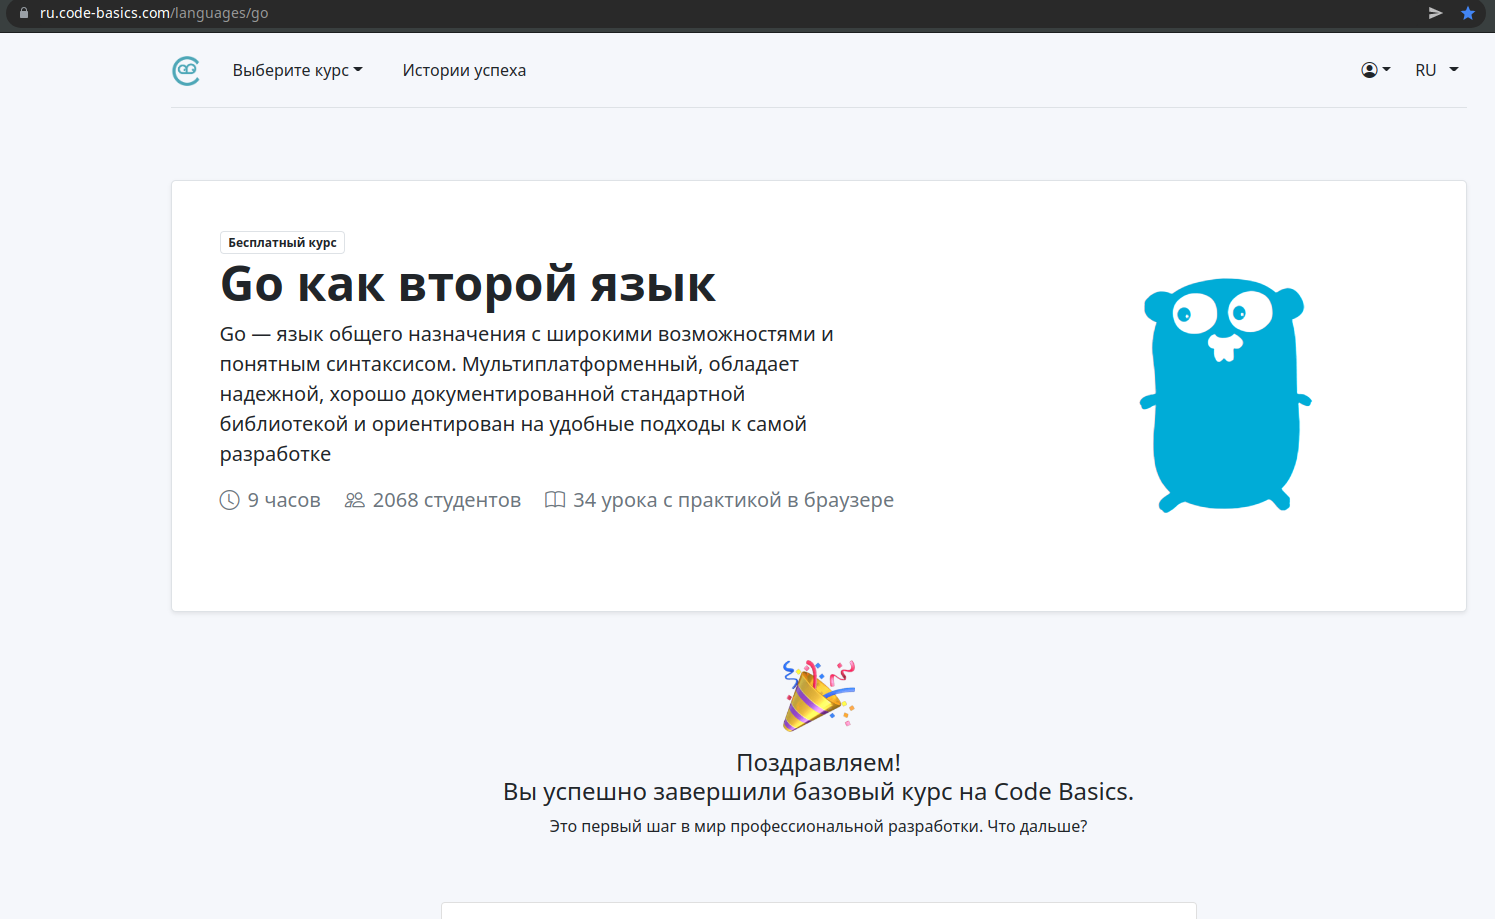 ru.code-basics.com/languages/go
Выберите курс
Истории успеха
RU
Бесплатный курс
Go как второй язык
Go — язык общего назначения с широкими возможностями и
понятным синтаксисом. Мультиплатформенный, обладает
надежной, хорошо документированной стандартной
библиотекой и ориентирован на удобные подходы к самой
разработке
9 часов 2068 студентов 34 урока с практикой в браузере
Поздравляем!
Вы успешно завершили базовый курс на Code Basics.
Это первый шаг в мир профессиональной разработки. Что дальше?